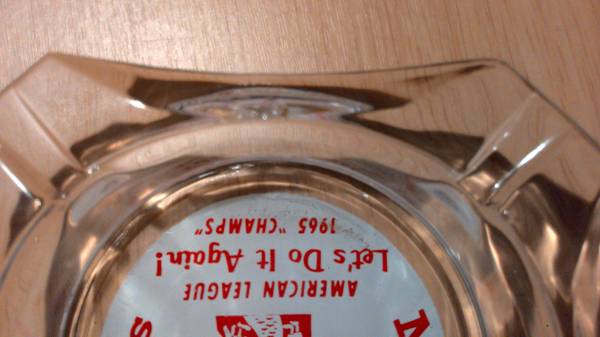 AMERICAN LEAGUE
Let's Do It Again!
1965 "CHAMPS"